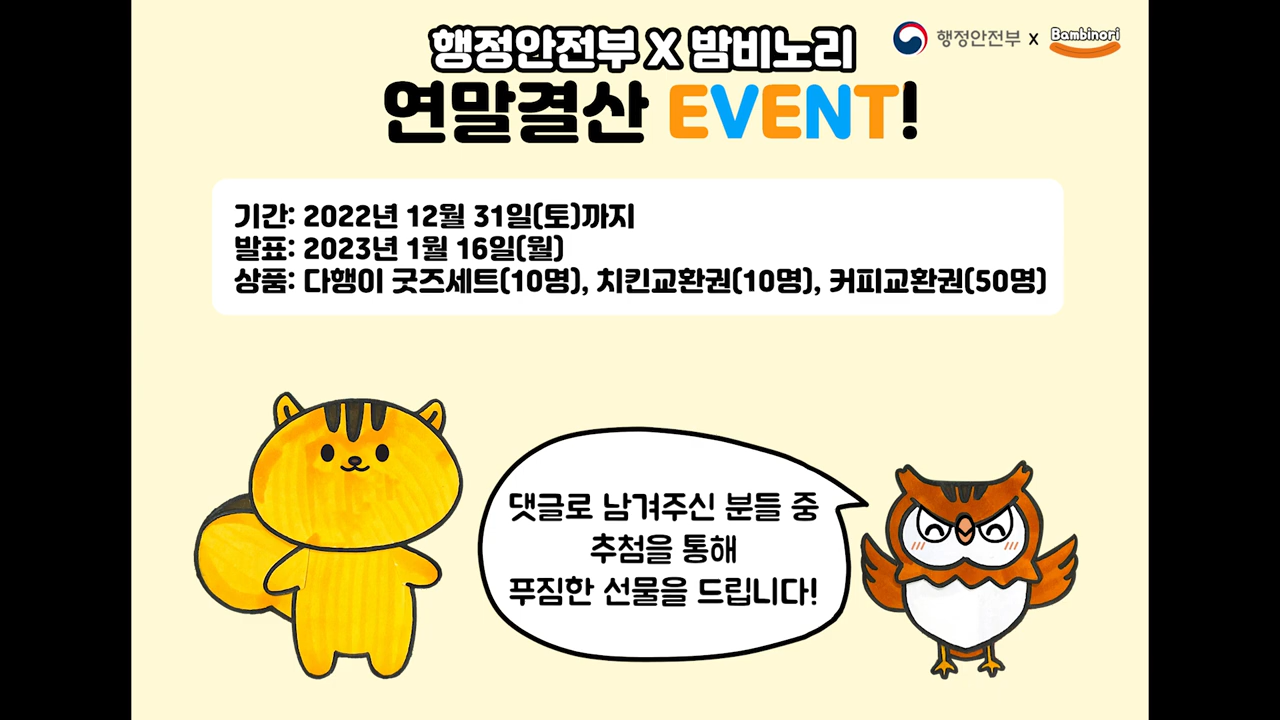 행정안전부 X 밤비노리
행정안전부 x Bambinori
연말결산 EVENT!
기간: 2022년 12월 31일(토)까지
발표: 2023년 1월 16일(월)
상품: 다행이 굿즈세트(10명), 치킨교환권(10명), 커피교환권(50명)
댓글로 남겨주신 분들 중
추첨을 통해
푸짐한 선물을 드립니다!